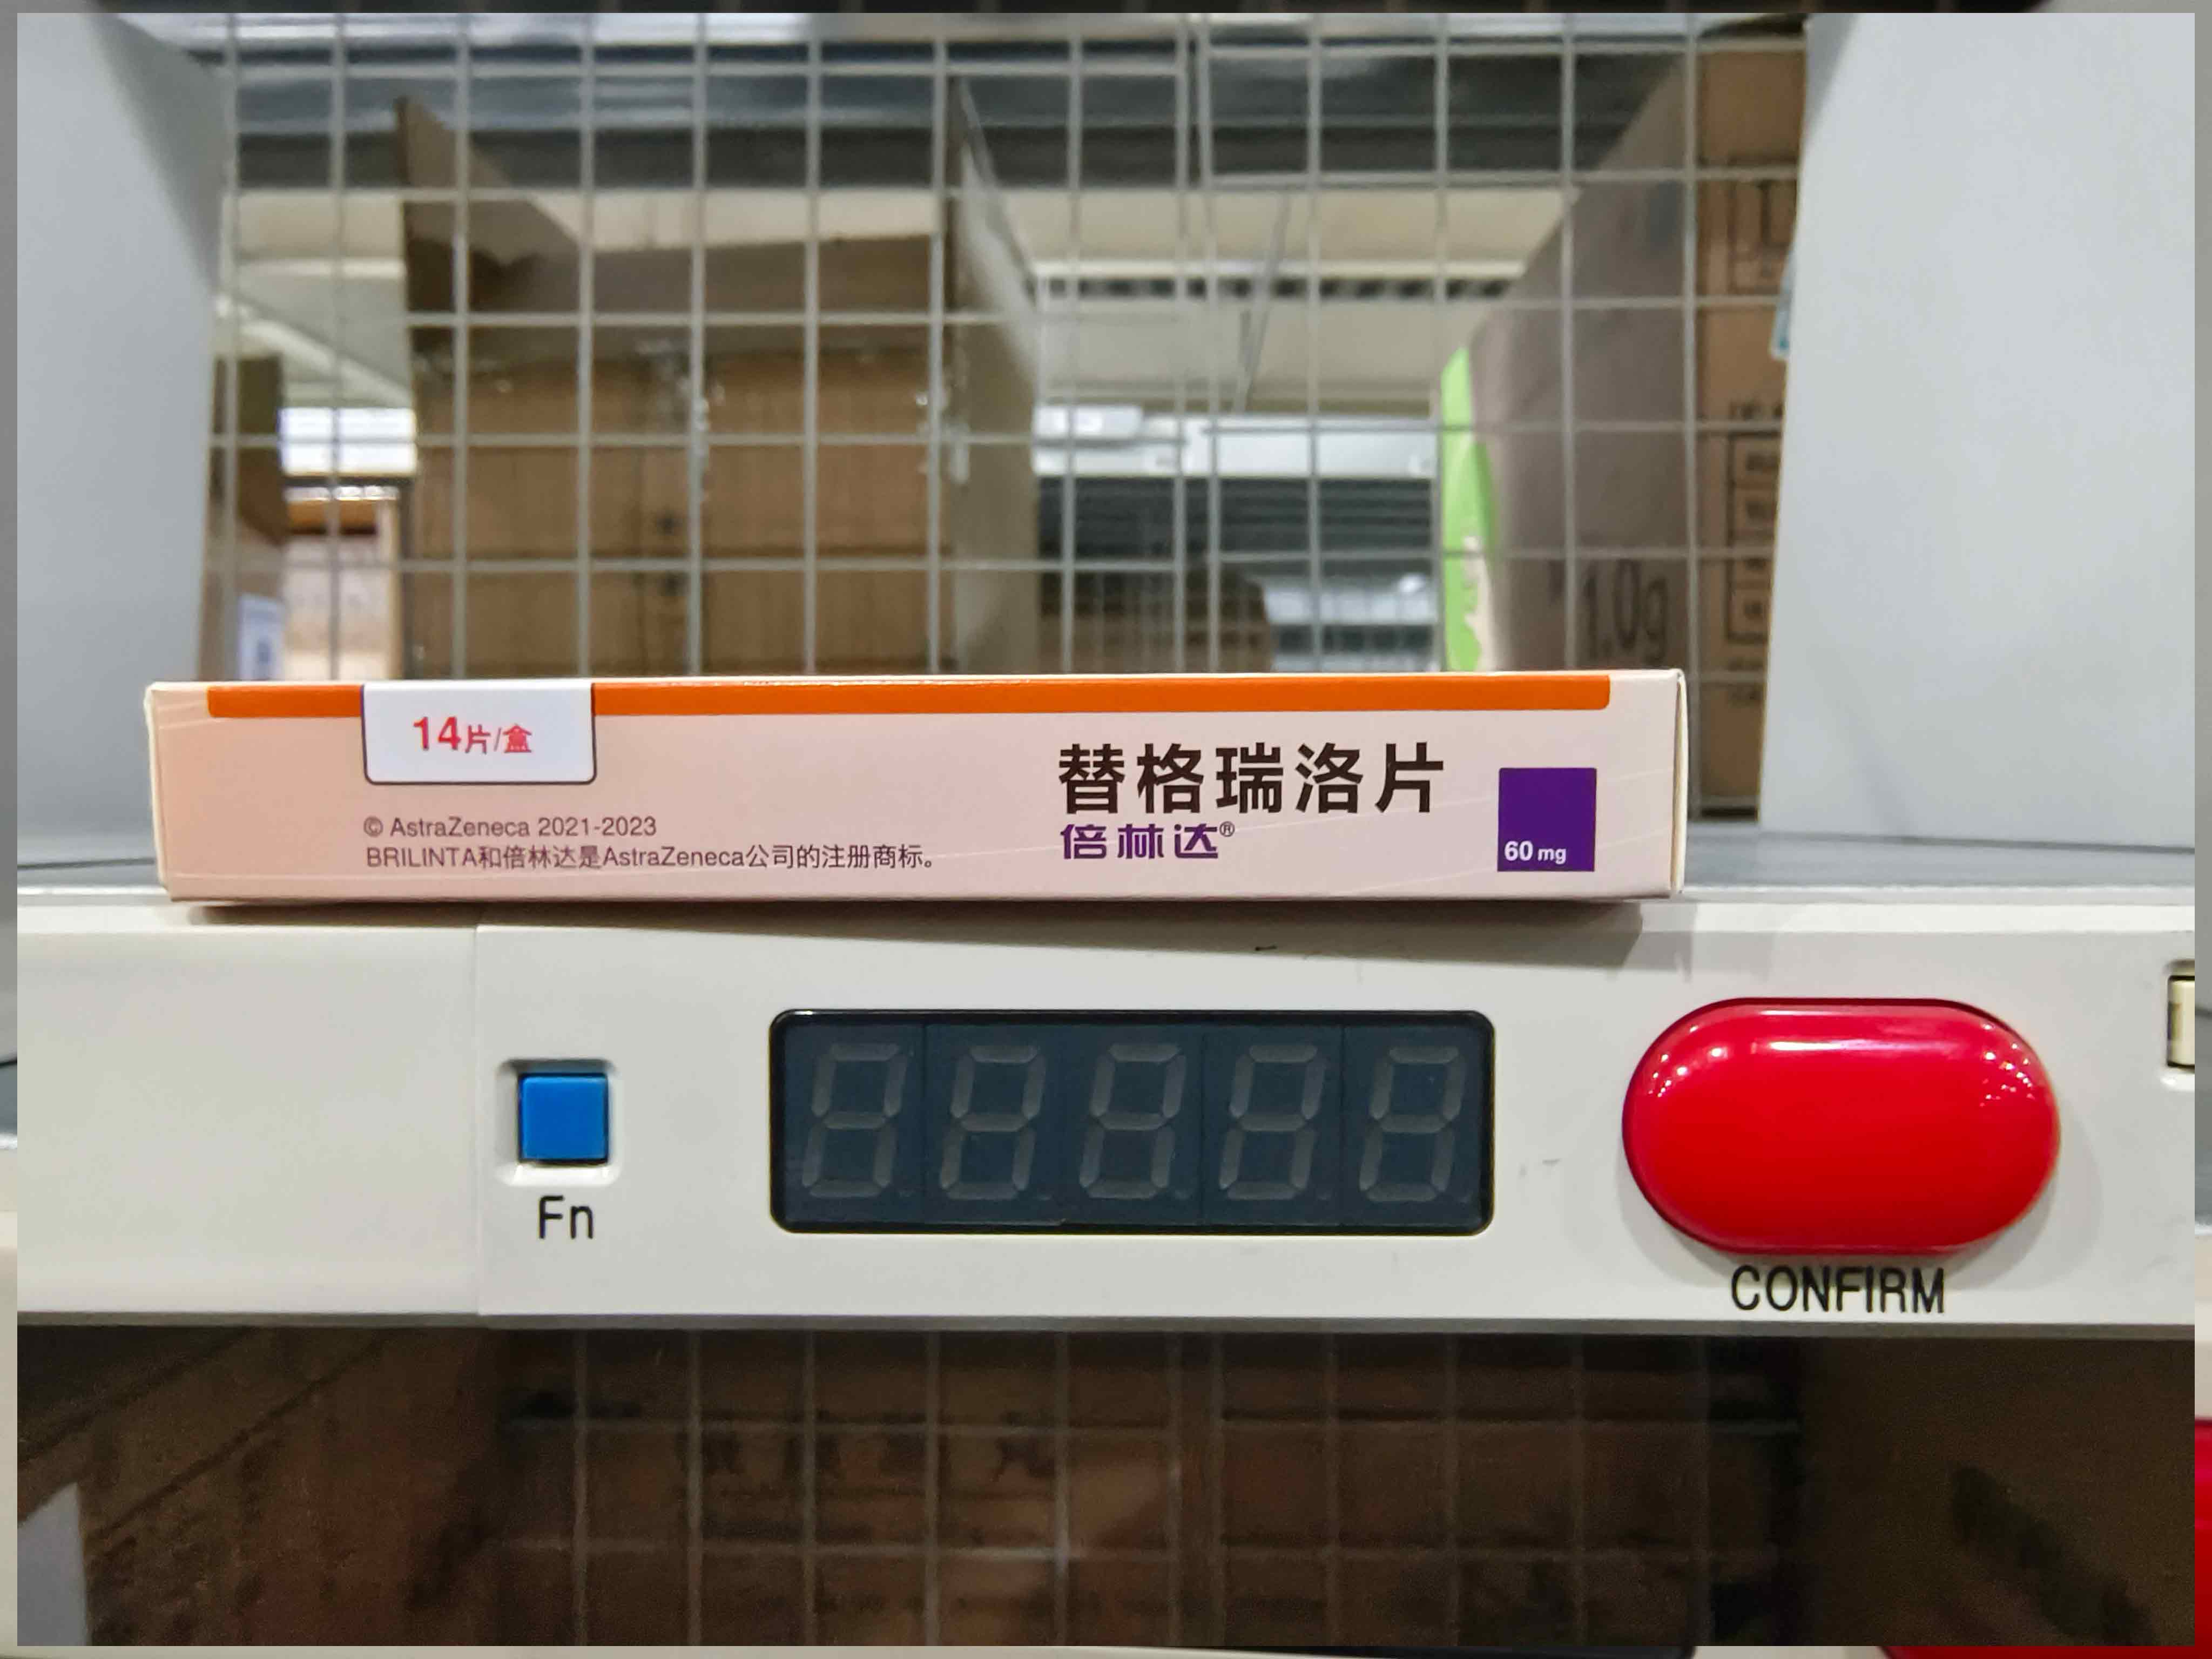 1.0g
14片/盒
替格瑞洛片
倍林达®
60 mg
© AstraZeneca 2021-2023
BRILINTA和倍林达是AstraZeneca公司的注册商标。
Fn
CONFIRM